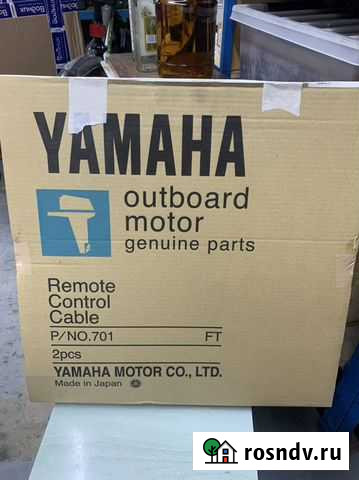 YAMAHA
outboard
motor
genuine parts
Remote
Control
Cable
P/NO.701 FT
2pcs
YAMAHA MOTOR CO., LTD.
Made in Japan
rosndv.ru